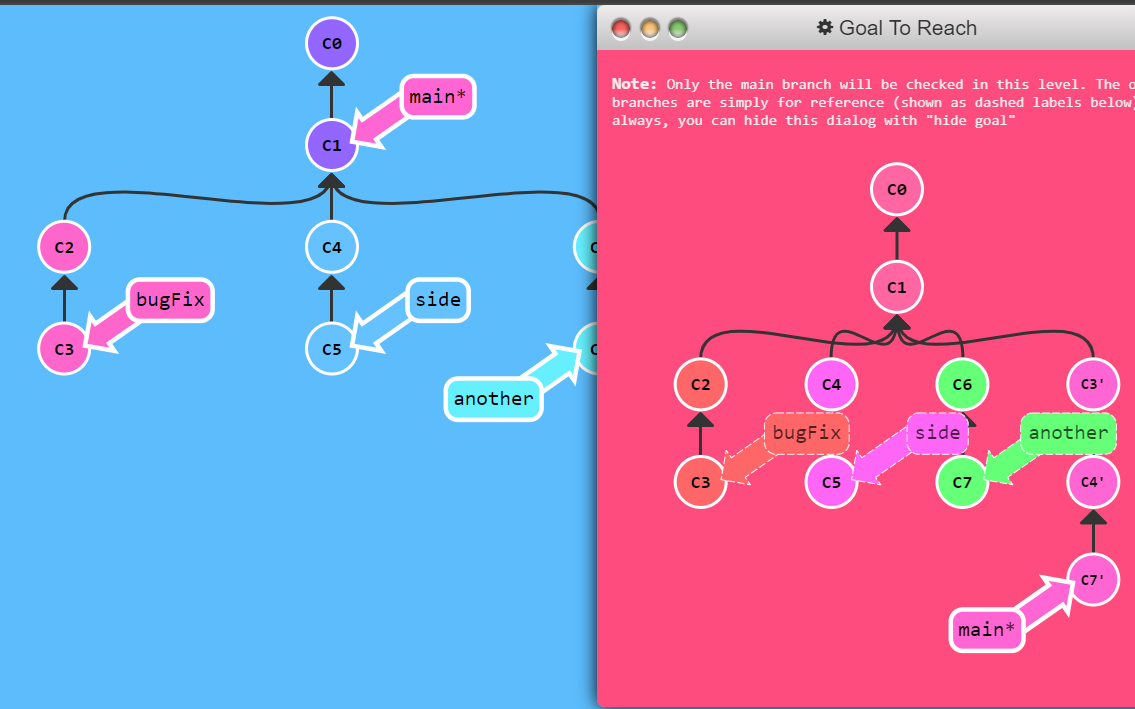 C0
main*
C1
C2
C4
bugFix
side
C3
C5
another
Goal To Reach
Note: Only the main branch will be checked in this level. The
branches are simply for reference (shown as dashed labels below)
always, you can hide this dialog with "hide goal"
C0
C1
C2
C4
C6
C3'
bugFix
side
another
C3
C5
C7
C4'
C7'
main*